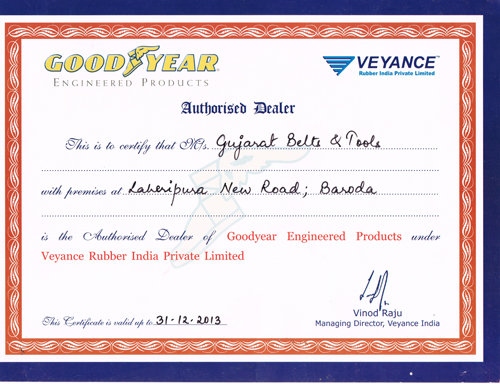 GOODYEAR
ENGINEERED PRODUCTS
VEYANCE™
Rubber India Private Limited
Authorised Dealer
This is to certify that M/s. Gujarat Belts & Tools
with premises at Laheripura New Road; Baroda
is the Authorised Dealer of Goodyear Engineered Products under
Veyance Rubber India Private Limited
Vinod Raju
Managing Director, Veyance India
This Certificate is valid up to 31-12-2013